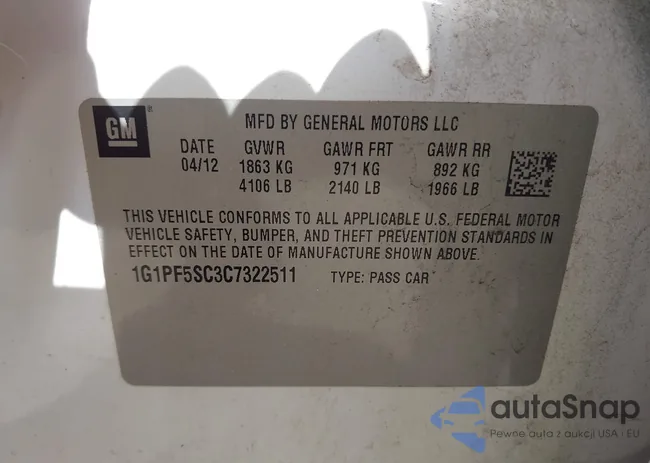 GM
MFD BY GENERAL MOTORS LLC
DATE GVWR GAWR FRT GAWR RR
04/12 1863 KG 971 KG 892 KG
4106 LB 2140 LB 1966 LB
THIS VEHICLE CONFORMS TO ALL APPLICABLE U.S. FEDERAL MOTOR
VEHICLE SAFETY, BUMPER, AND THEFT PREVENTION STANDARDS IN
EFFECT ON THE DATE OF MANUFACTURE SHOWN ABOVE.
1G1PF5SC3C7322511 TYPE: PASS CAR
autaSnap
Pewne auta z aukcji USA i EU